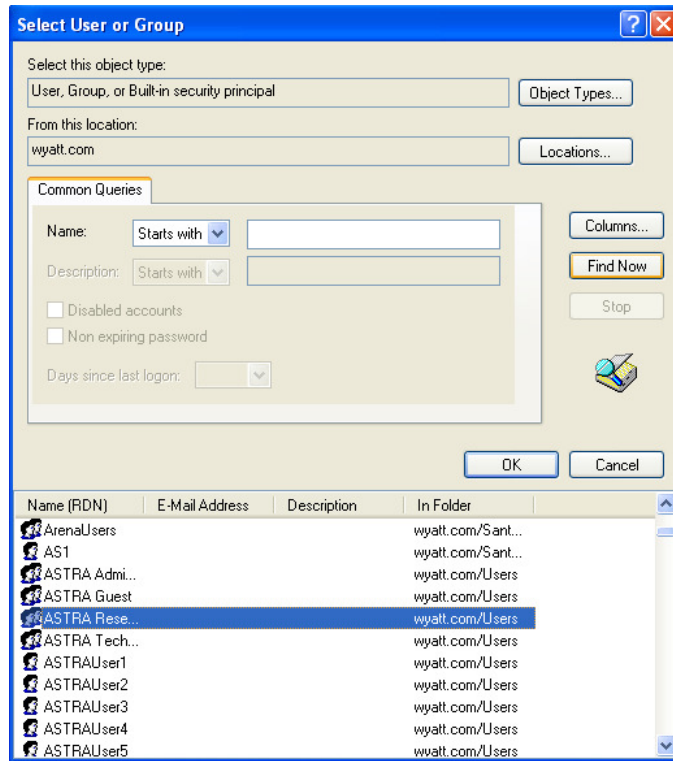 Select User or Group
Select this object type:
User, Group, or Built-in security principal
Object Types...
From this location:
wyatt.com
Locations...
Common Queries
Name:
Starts with
Columns...
Description:
Starts with
Find Now
Disabled accounts
Stop
Non expiring password
Days since last logon:
OK
Cancel
Name (RDN) E-Mail Address Description In Folder
ArenaUsers wyatt.com/Sant...
AS1 wyatt.com/Sant...
ASTRA Admi... wyatt.com/Users
ASTRA Guest wyatt.com/Users
ASTRA Rese... wyatt.com/Users
ASTRA Tech... wyatt.com/Users
ASTRAUser1 wyatt.com/Users
ASTRAUser2 wyatt.com/Users
ASTRAUser3 wyatt.com/Users
ASTRAUser4 wyatt.com/Users
ASTRAUser5 wyatt.com/Users